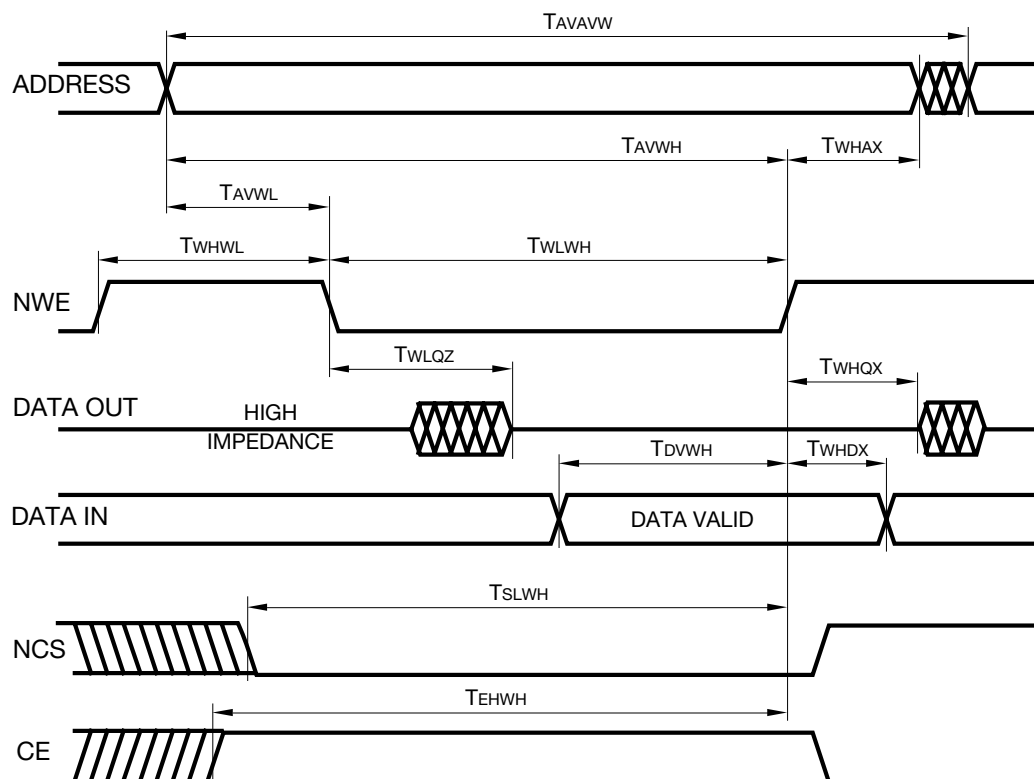 TAVAVW
ADDRESS
TAVWH
TWHAX
TAVWL
TWHWL
TWLWH
NWE
TWLQZ
TWHQX
DATA OUT
HIGH
IMPEDANCE
TDVWH
TWHDX
DATA IN
DATA VALID
TSLWH
NCS
TEHWH
CE